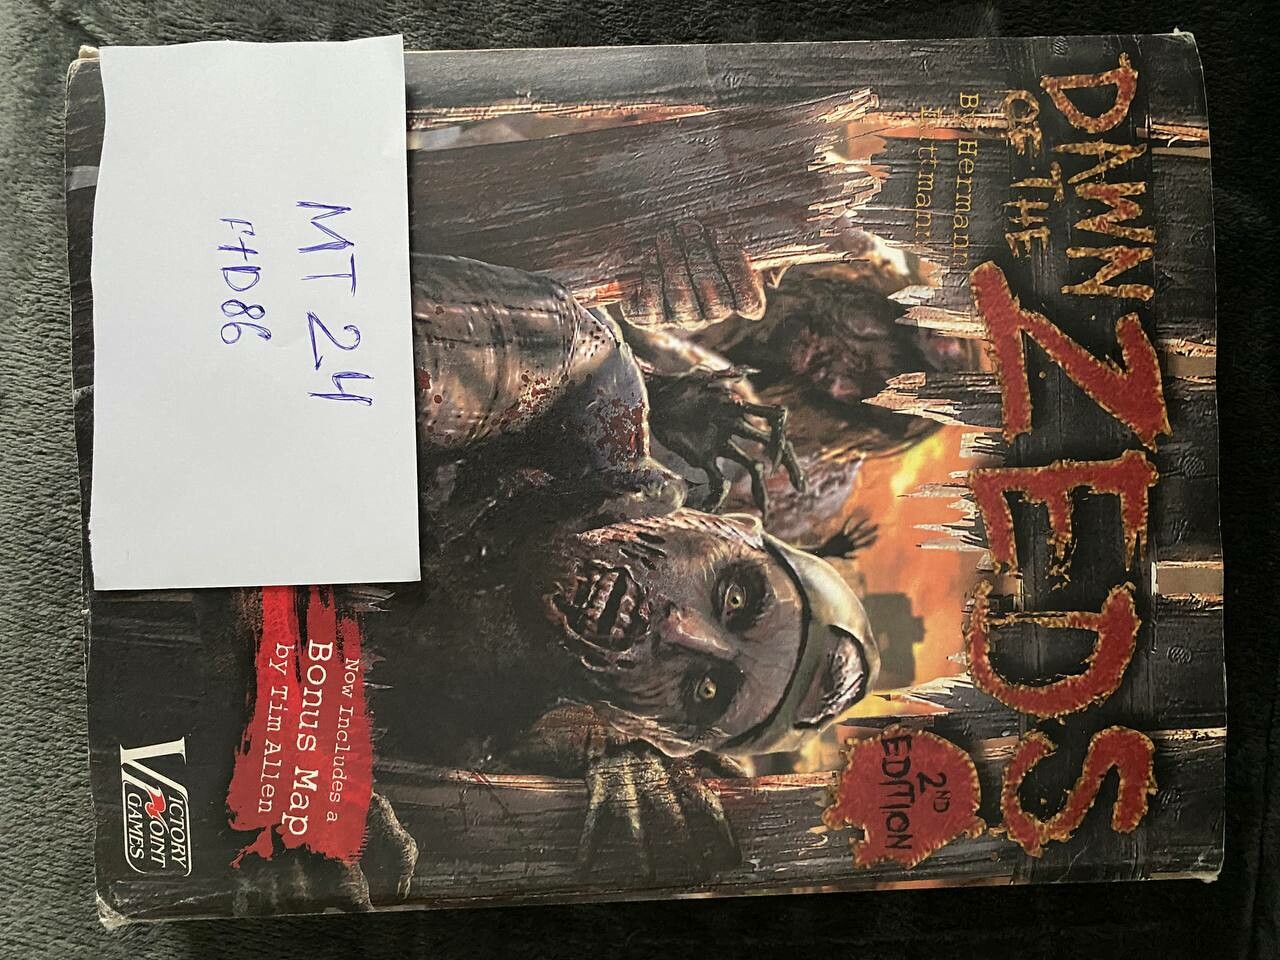 DAWN
OF THE
ZEDS
By Hermann
Luttmann
2ND
EDITION
MT 24
FtD86
Now Includes a
Bonus Map
by Tim Allen
VICTORY
POINT
GAMES